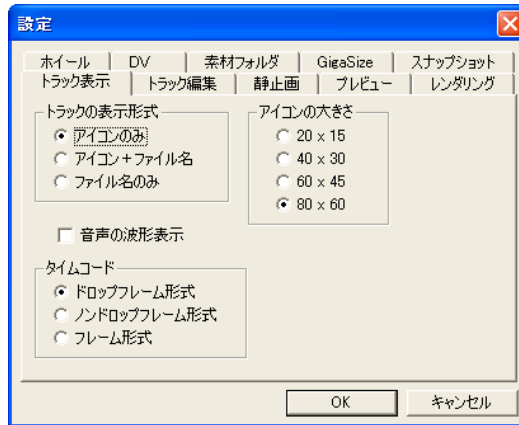 設定
ホイール DV 素材フォルダ GigaSize スナップショット
トラック表示 トラック編集 静止画 プレビュー レンダリング
トラックの表示形式
アイコンのみ
アイコン+ファイル名
ファイル名のみ
アイコンの大きさ
20 x 15
40 x 30
60 x 45
80 x 60
音声の波形表示
タイムコード
ドロップフレーム形式
ノンドロップフレーム形式
フレーム形式
OK キャンセル